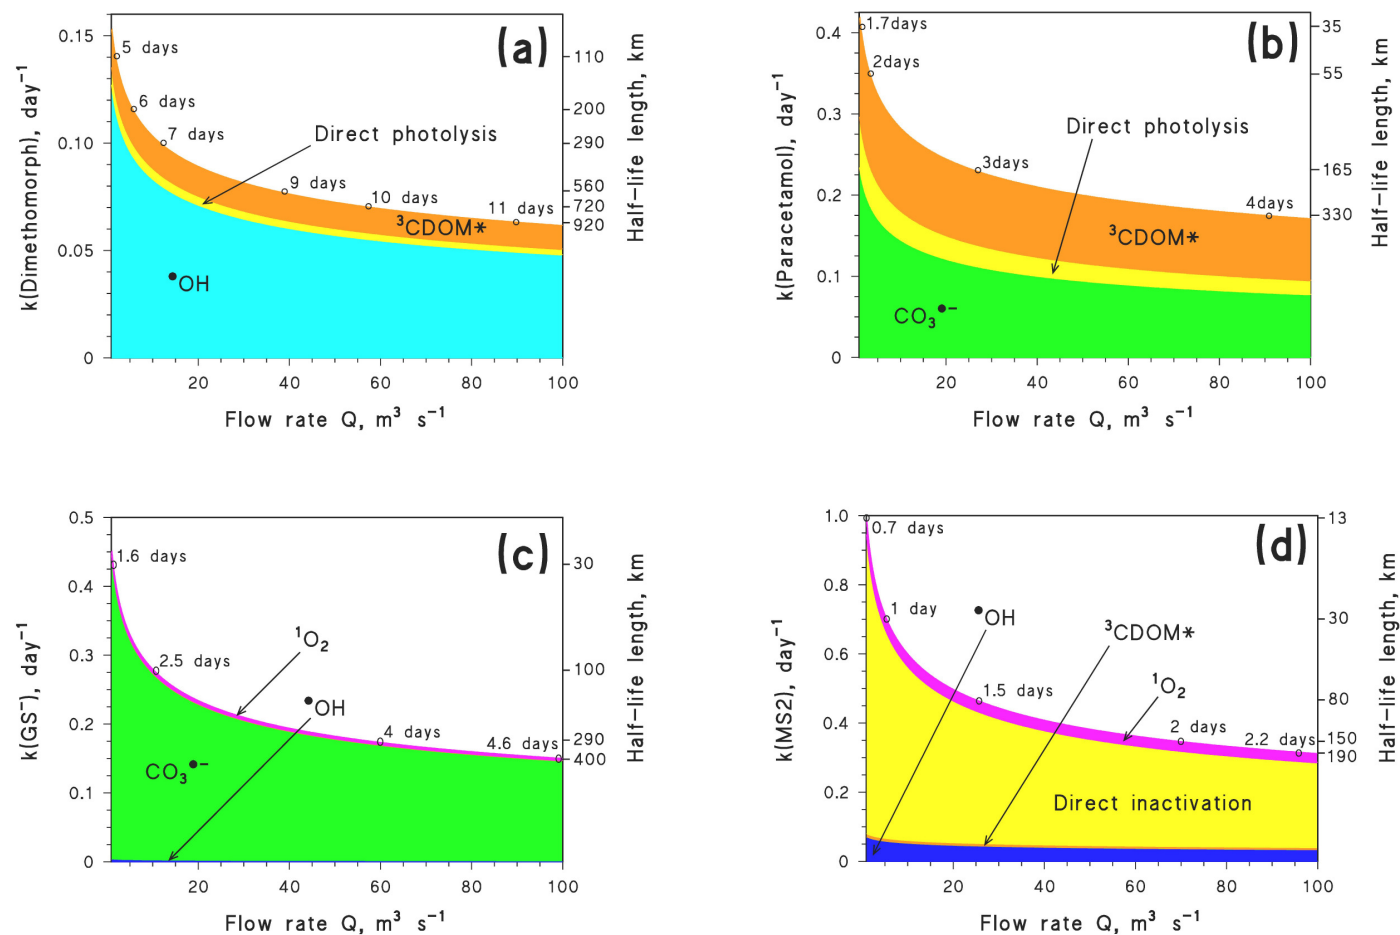 (a)
k(Dimethomorph), day⁻¹
0.15
0.10
0.05
0
5 days
6 days
7 days
9 days
10 days
11 days
Direct photolysis
³CDOM*
•OH
110
200
290
560
720
920
Half-life length, km
20 40 60 80 100
Flow rate Q, m³ s⁻¹
(b)
k(Paracetamol), day⁻¹
0.4
0.3
0.2
0.1
0
1.7days
2days
3days
4days
Direct photolysis
³CDOM*
CO₃•−
35
55
165
330
Half-life length, km
20 40 60 80 100
Flow rate Q, m³ s⁻¹
(c)
k(GS⁻), day⁻¹
0.5
0.4
0.3
0.2
0.1
0
1.6 days
2.5 days
4 days
4.6 days
¹O₂
•OH
CO₃•−
30
100
290
400
Half-life length, km
20 40 60 80 100
Flow rate Q, m³ s⁻¹
(d)
k(MS2), day⁻¹
1.0
0.8
0.6
0.4
0.2
0
0.7 days
1 day
1.5 days
2 days
2.2 days
•OH
³CDOM*
¹O₂
Direct inactivation
13
30
80
150
190
Half-life length, km
20 40 60 80 100
Flow rate Q, m³ s⁻¹